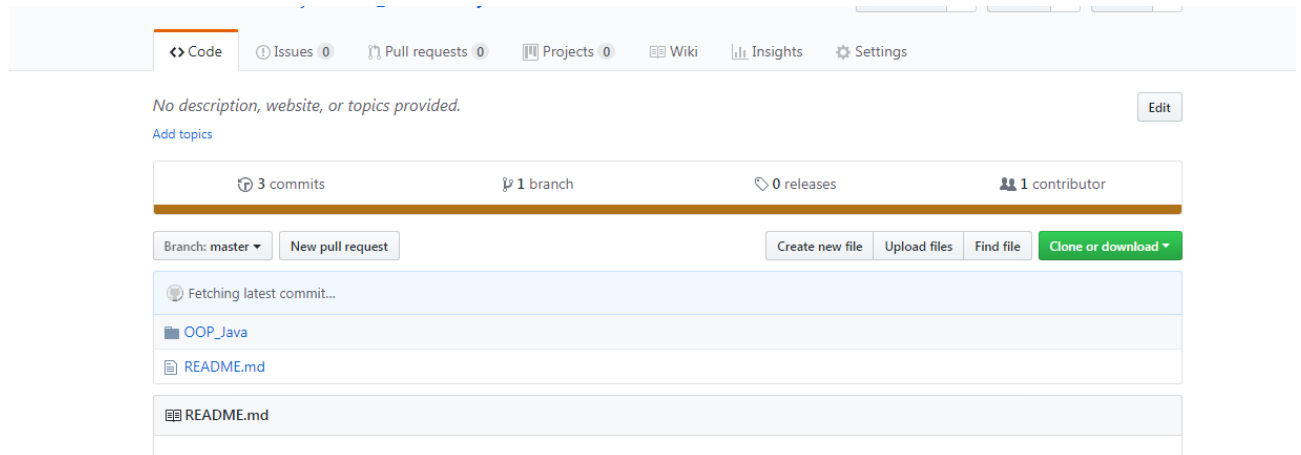 Code Issues 0 Pull requests 0 Projects 0 Wiki Insights Settings
No description, website, or topics provided. Edit
Add topics
3 commits 1 branch 0 releases 1 contributor
Branch: master New pull request Create new file Upload files Find file Clone or download
Fetching latest commit...
OOP_Java
README.md
README.md